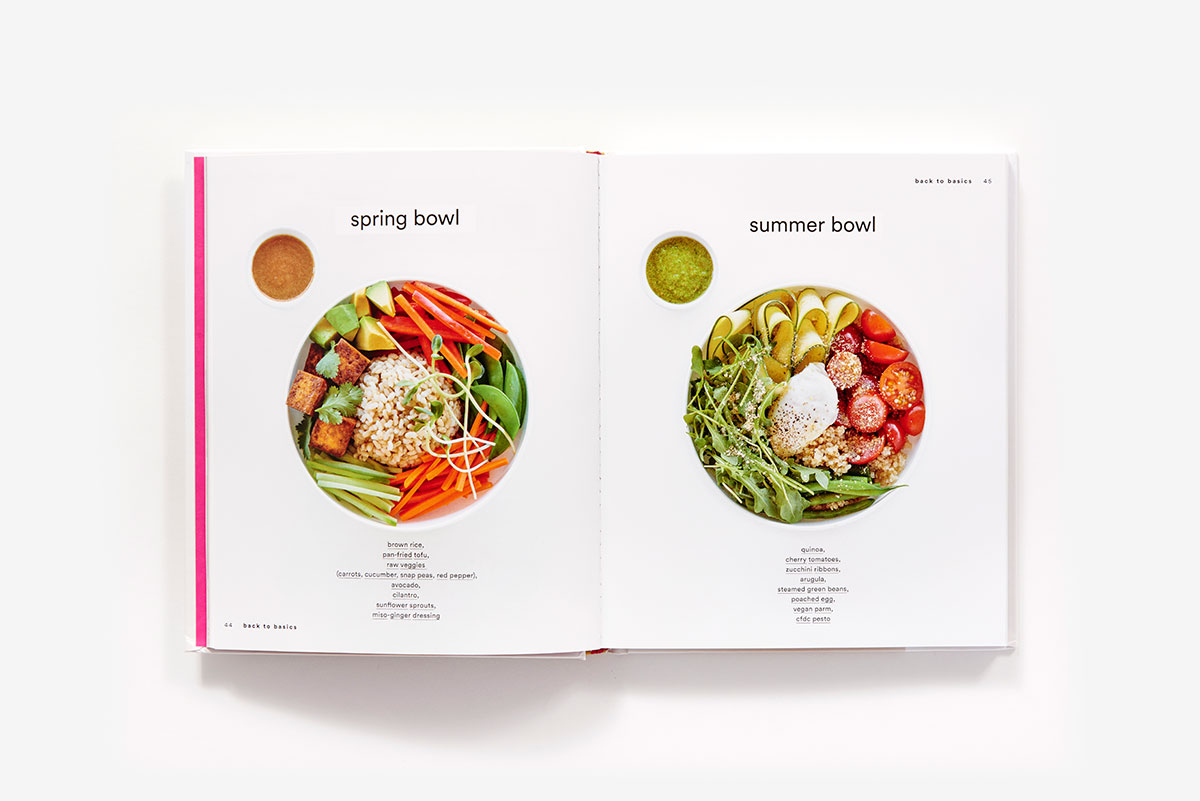 spring bowl
brown rice,
pan-fried tofu,
raw veggies
(carrots, cucumber, snap peas, red pepper),
avocado,
cilantro,
sunflower sprouts,
miso-ginger dressing
44 back to basics
back to basics 45
summer bowl
quinoa,
cherry tomatoes,
zucchini ribbons,
arugula,
steamed green beans,
poached egg,
vegan parm,
cfdc pesto